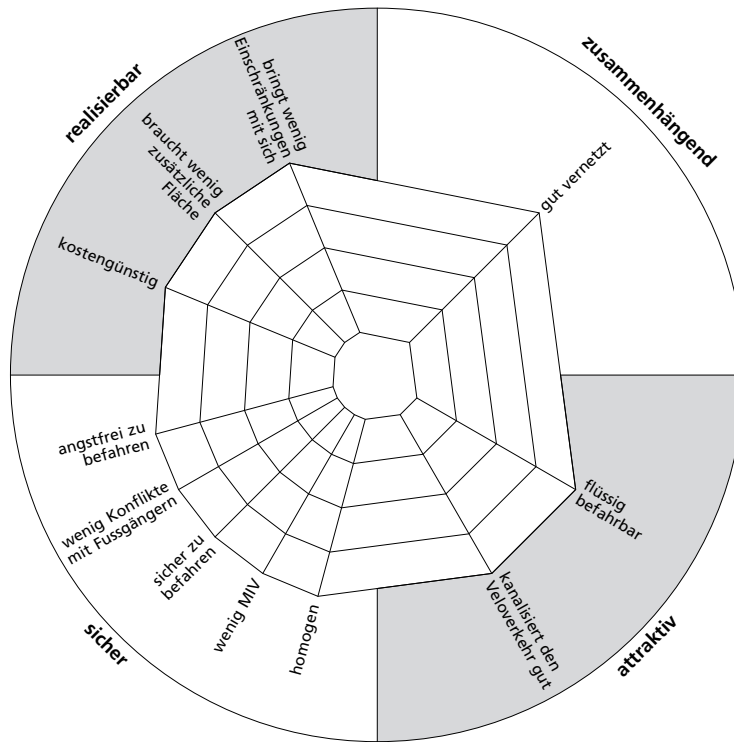 realisierbar
bringt wenig
Einschränkungen
mit sich
braucht wenig
zusätzliche
Fläche
kostengünstig
zusammenhängend
gut vernetzt
angstfrei zu
befahren
wenig Konflikte
mit Fussgängern
sicher zu
befahren
wenig MIV
homogen
sicher
flüssig
befahrbar
kanalisiert den
Veloverkehr gut
attraktiv